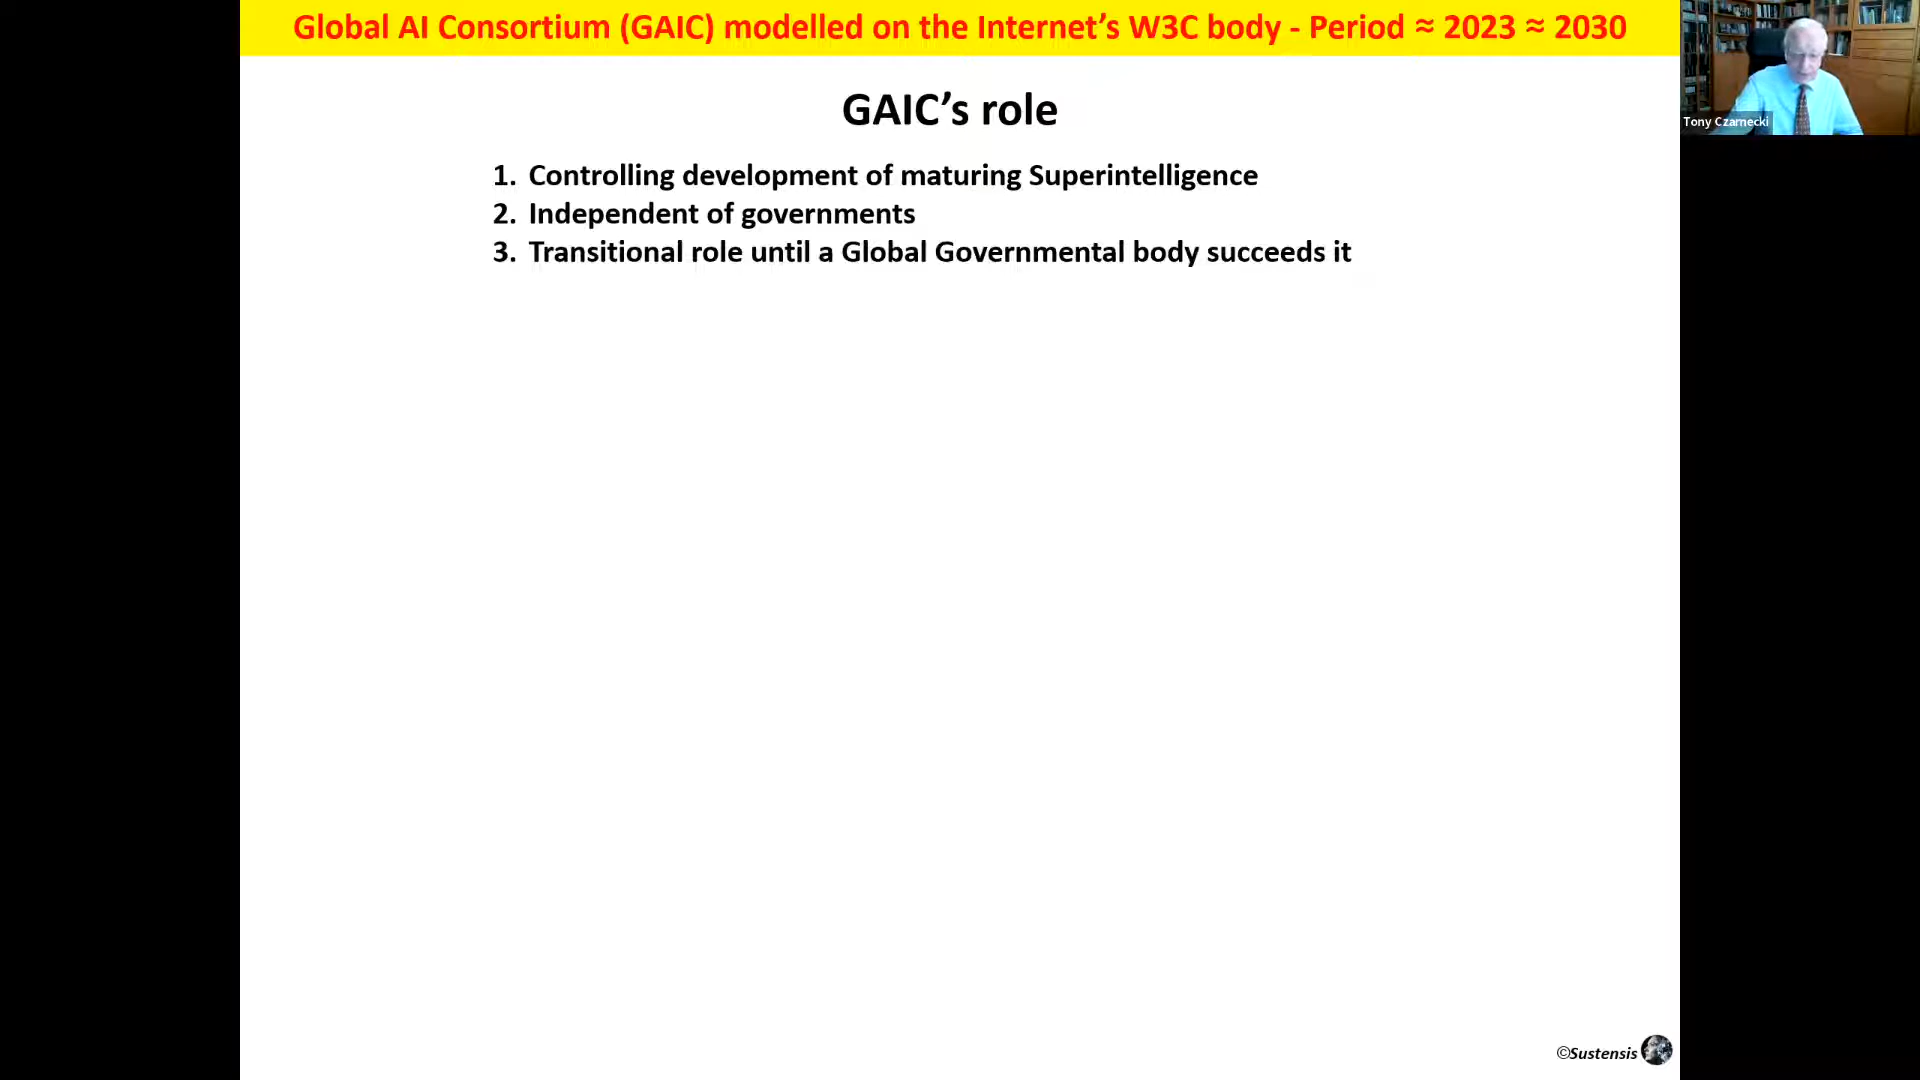 Global AI Consortium (GAIC) modelled on the Internet’s W3C body - Period ≈ 2023 ≈ 2030
Tony Czarnecki
GAIC’s role
1. Controlling development of maturing Superintelligence
2. Independent of governments
3. Transitional role until a Global Governmental body succeeds it
©Sustensis